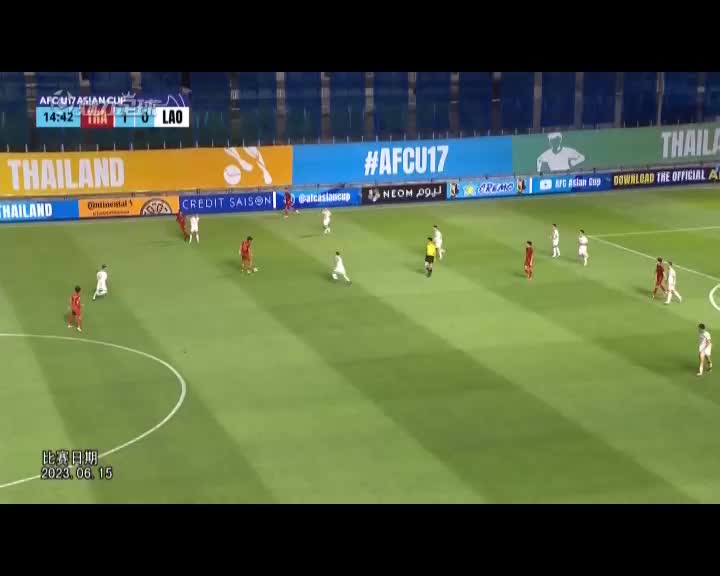 AFC U17 ASIAN CUP
14:42 THA 1 0 LAO
THAILAND
#AFCU17
THAILAND
THAILAND
Continental
CREDIT SAISON
@afcasiancup
NEOM نيوم
AFC Asian Cup
DOWNLOAD THE OFFICIAL
比赛日期
2023.06.15